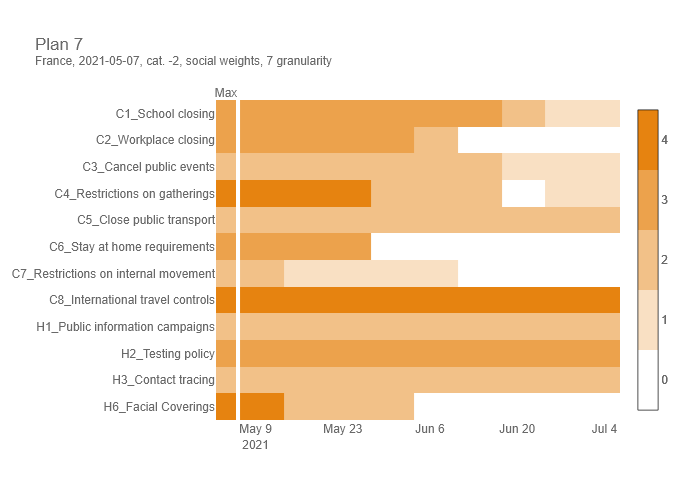 Plan 7
France, 2021-05-07, cat. -2, social weights, 7 granularity
Max
C1_School closing
C2_Workplace closing
C3_Cancel public events
C4_Restrictions on gatherings
C5_Close public transport
C6_Stay at home requirements
C7_Restrictions on internal movement
C8_International travel controls
H1_Public information campaigns
H2_Testing policy
H3_Contact tracing
H6_Facial Coverings
May 9 May 23 Jun 6 Jun 20 Jul 4
2021
4
3
2
1
0